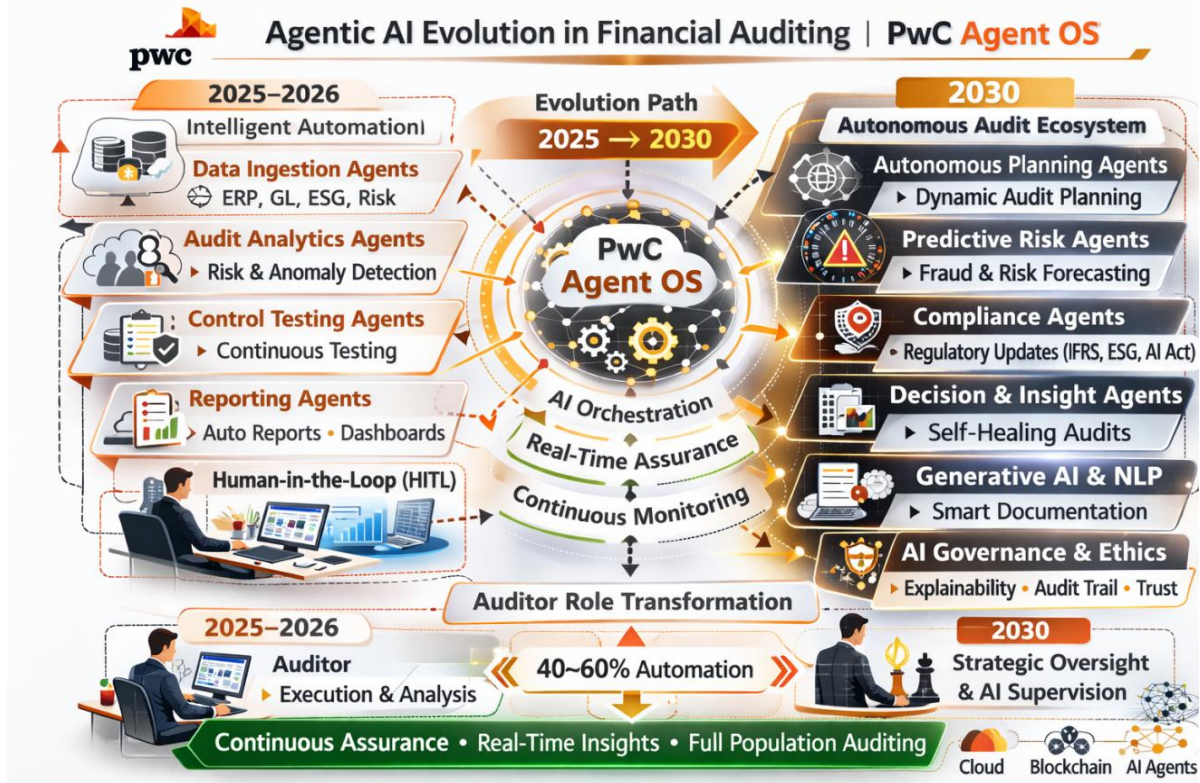 pwc
Agentic AI Evolution in Financial Auditing | PwC Agent OS
2025–2026
Intelligent Automation
Data Ingestion Agents
ERP, GL, ESG, Risk
Audit Analytics Agents
▸ Risk & Anomaly Detection
Control Testing Agents
▸ Continuous Testing
Reporting Agents
▸ Auto Reports • Dashboards
Human-in-the-Loop (HITL)
Evolution Path
2025 → 2030
PwC
Agent OS
AI Orchestration
Real-Time Assurance
Continuous Monitoring
2030
Autonomous Audit Ecosystem
Autonomous Planning Agents
▸ Dynamic Audit Planning
Predictive Risk Agents
▸ Fraud & Risk Forecasting
Compliance Agents
• Regulatory Updates (IFRS, ESG, AI Act)
Decision & Insight Agents
▸ Self-Healing Audits
Generative AI & NLP
▸ Smart Documentation
AI Governance & Ethics
▸ Explainability • Audit Trail • Trust
Auditor Role Transformation
2025–2026
Auditor
▸ Execution & Analysis
40~60% Automation
2030
Strategic Oversight
& AI Supervision
Continuous Assurance • Real-Time Insights • Full Population Auditing
Cloud
Blockchain
AI Agents